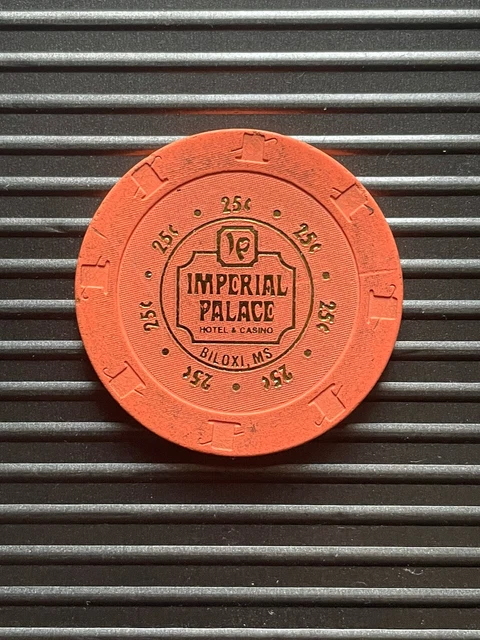 25¢ • 25¢ • 25¢ • 25¢ • 25¢ • 25¢ • 25¢ •
IP
IMPERIAL
PALACE
HOTEL & CASINO
BILOXI, MS